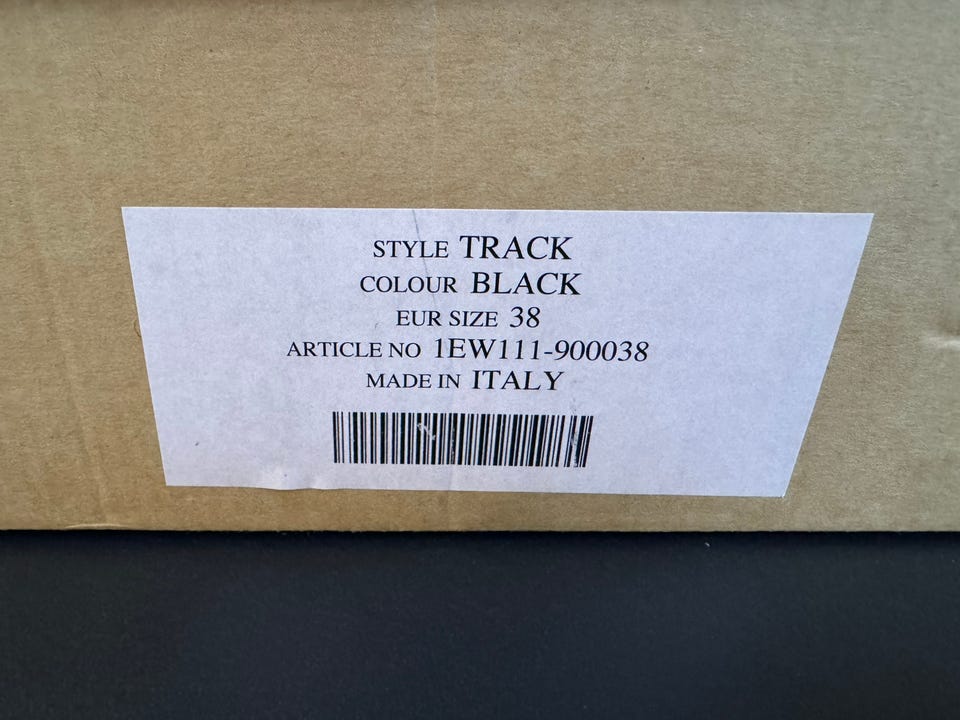 STYLE TRACK
COLOUR BLACK
EUR SIZE 38
ARTICLE NO 1EW111-900038
MADE IN ITALY